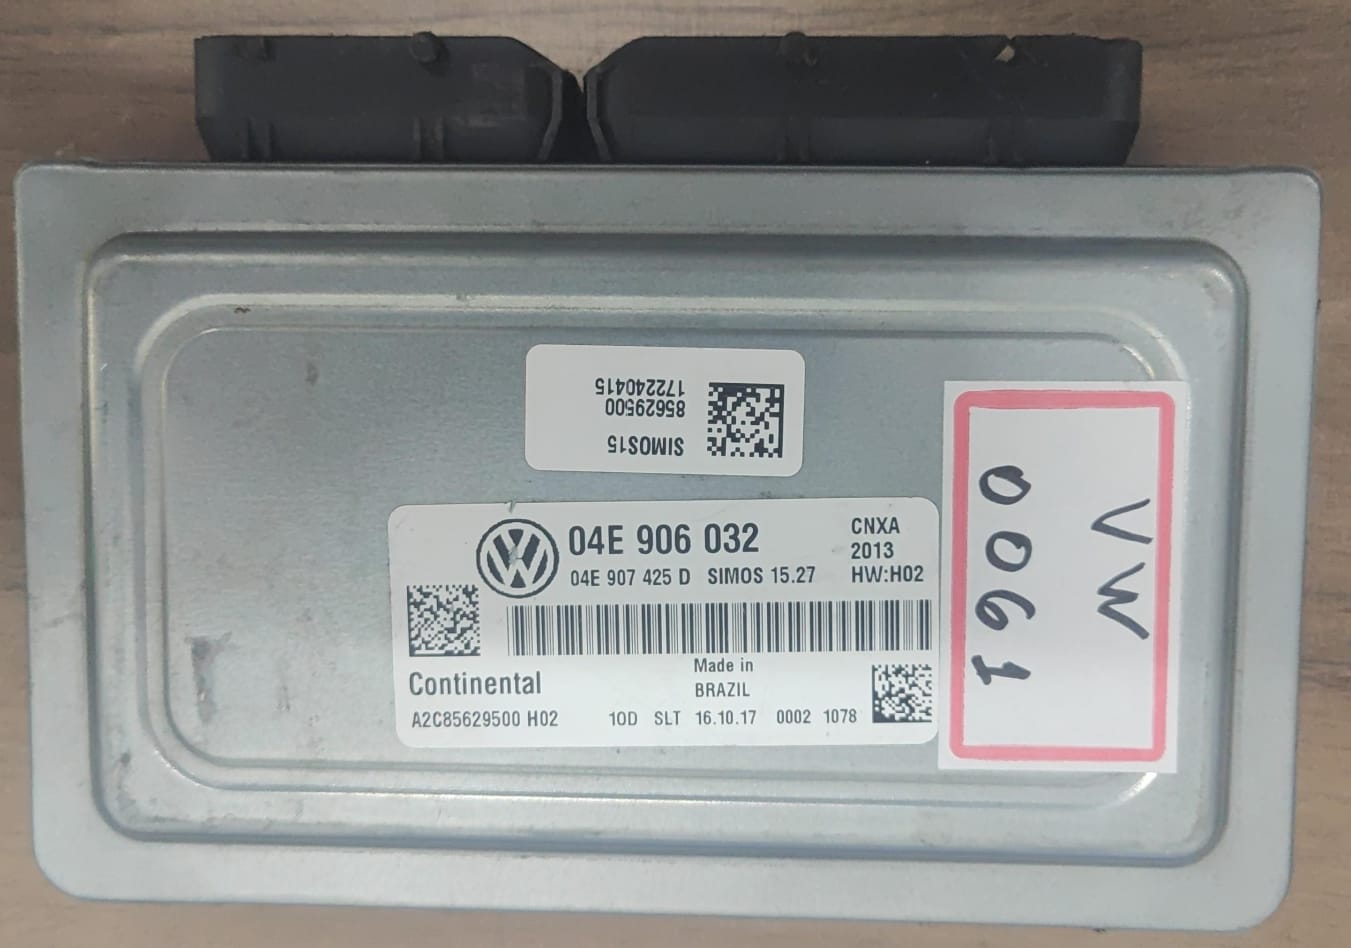 172240415
85629500
SIMOS15
04E 906 032
04E 907 425 D SIMOS 15.27
CNXA
2013
HW:H02
Made in
BRAZIL
Continental
A2C85629500 H02 10D SLT 16.10.17 0002 1078
VW
0061